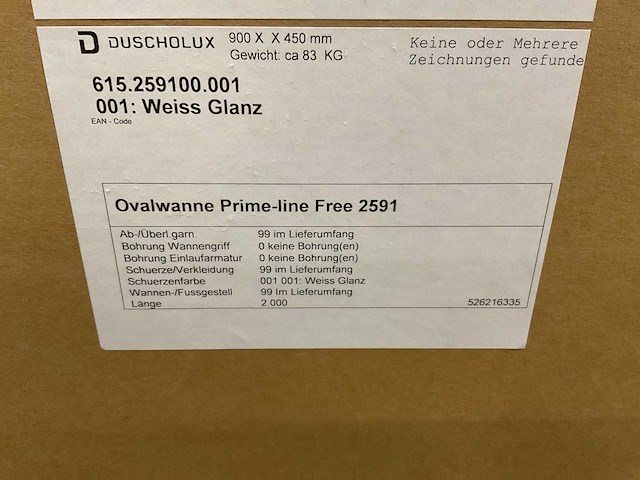 DUSCHOLUX
900 X X 450 mm
Gewicht: ca 83 KG
Keine oder Mehrere
Zeichnungen gefunde
615.259100.001
001: Weiss Glanz
EAN - Code
Ovalwanne Prime-line Free 2591
Ab-/Überl.garn. 99 im Lieferumfang
Bohrung Wannengriff 0 keine Bohrung(en)
Bohrung Einlaufarmatur 0 keine Bohrung(en)
Schuerze/Verkleidung 99 im Lieferumfang
Schuerzenfarbe 001 001: Weiss Glanz
Wannen-/Fussgestell 99 Im Lieferumfang
Länge 2.000
526216335